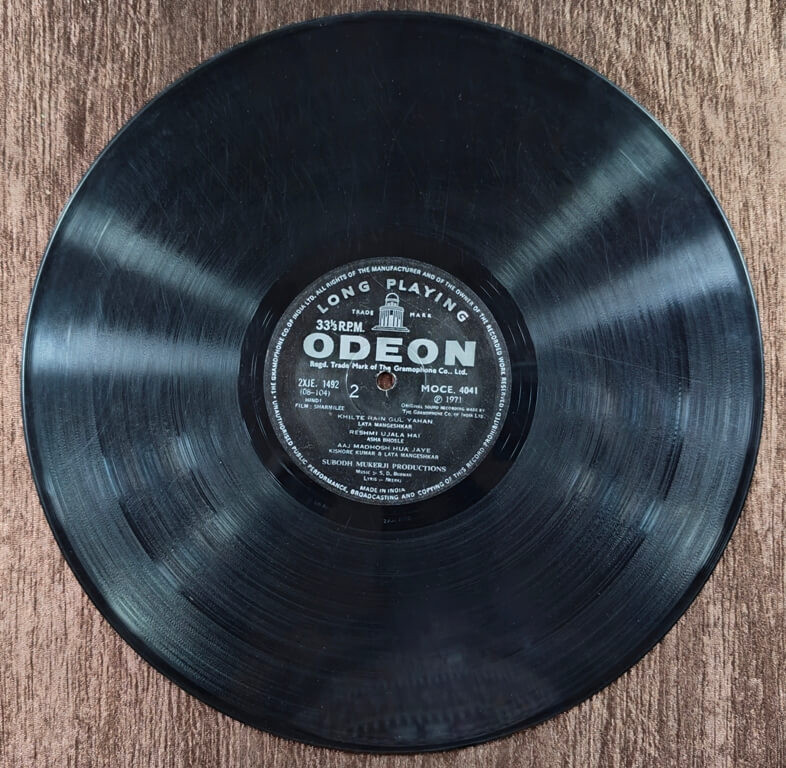 LONG PLAYING
TRADE MARK
33⅓ R.P.M.
ODEON
Regd. Trade Mark of The Gramophone Co., Ltd.
2XJE. 1492
(D8-104)
2
MOCE. 4041
Ⓟ 1971
HINDI
FILM : SHARMILEE
ORIGINAL SOUND RECORDING MADE BY
THE GRAMOPHONE CO. OF INDIA LTD.
KHILTE HAIN GUL YAHAN
LATA MANGESHKAR
RESHMI UJALA HAI
ASHA BHOSLE
AAJ MADHOSH HUA JAYE
KISHORE KUMAR & LATA MANGESHKAR
SUBODH MUKERJI PRODUCTIONS
MUSIC :- S. D. BURMAN
LYRIC :- NEERAJ
MADE IN INDIA
THE GRAMOPHONE CO. OF INDIA LTD. ALL RIGHTS OF THE MANUFACTURER AND OF THE OWNER OF THE RECORDED WORK RESERVED • UNAUTHORISED PUBLIC PERFORMANCE, BROADCASTING AND COPYING OF THIS RECORD PROHIBITED •